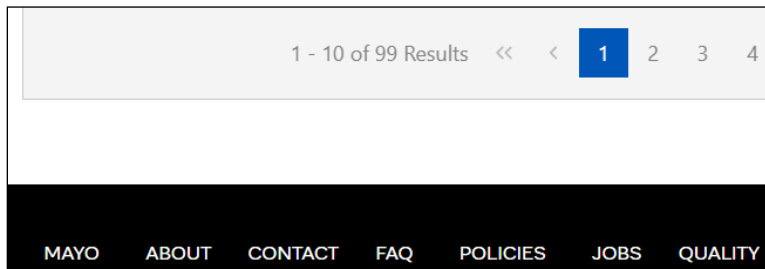 1 - 10 of 99 Results « < 1 2 3 4
MAYO ABOUT CONTACT FAQ POLICIES JOBS QUALITY